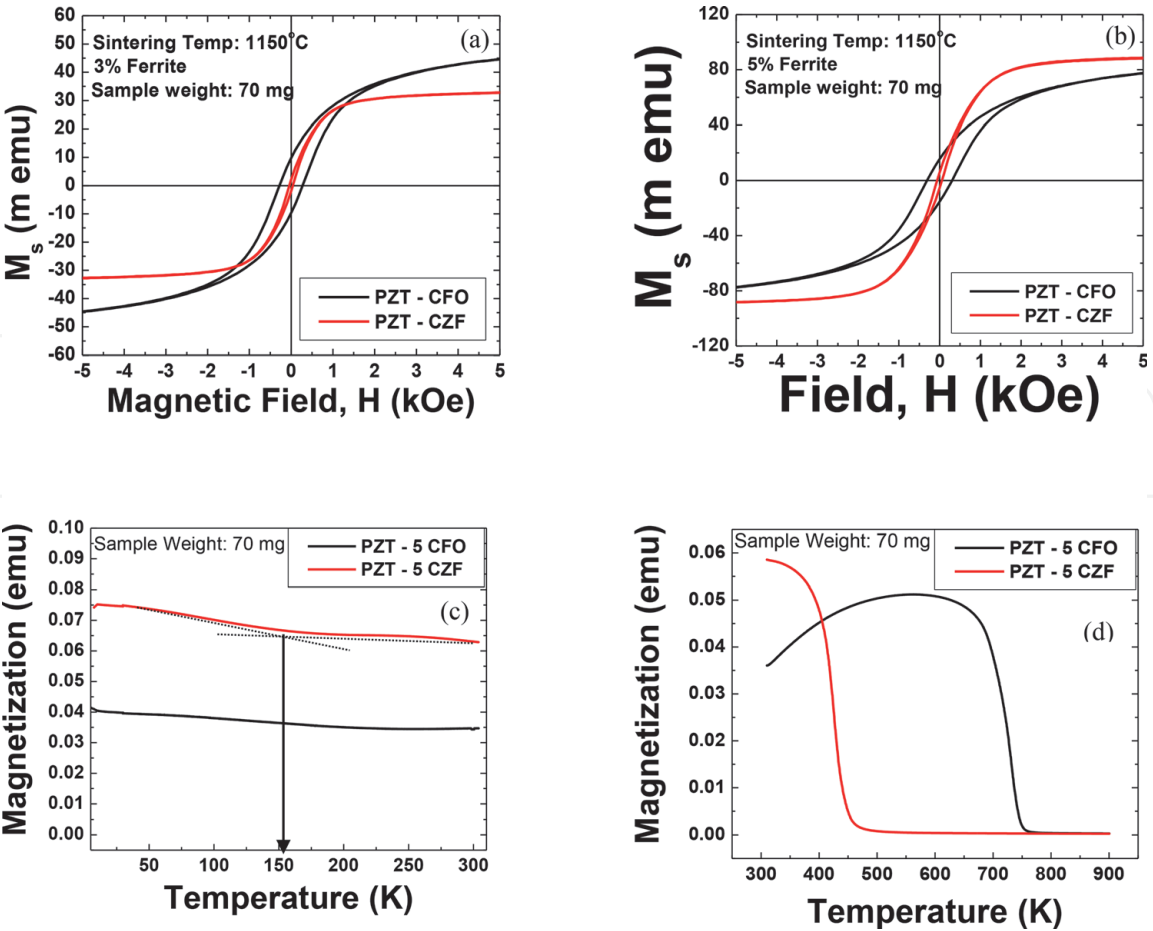 60
50
40
30
20
10
0
-10
-20
-30
-40
-50
-60
M_s (m emu)
Sintering Temp: 1150°C
3% Ferrite
Sample weight: 70 mg
(a)
PZT - CFO
PZT - CZF
-5 -4 -3 -2 -1 0 1 2 3 4 5
Magnetic Field, H (kOe)
120
80
40
0
-40
-80
-120
M_s (m emu)
Sintering Temp: 1150°C
5% Ferrite
Sample weight: 70 mg
(b)
PZT - CFO
PZT - CZF
-5 -4 -3 -2 -1 0 1 2 3 4 5
Field, H (kOe)
0.10
0.09
0.08
0.07
0.06
0.05
0.04
0.03
0.02
0.01
0.00
Magnetization (emu)
Sample Weight: 70 mg
PZT - 5 CFO
PZT - 5 CZF
(c)
50 100 150 200 250 300
Temperature (K)
0.06
0.05
0.04
0.03
0.02
0.01
0.00
Magnetization (emu)
Sample Weight: 70 mg
PZT - 5 CFO
PZT - 5 CZF
(d)
300 400 500 600 700 800 900
Temperature (K)